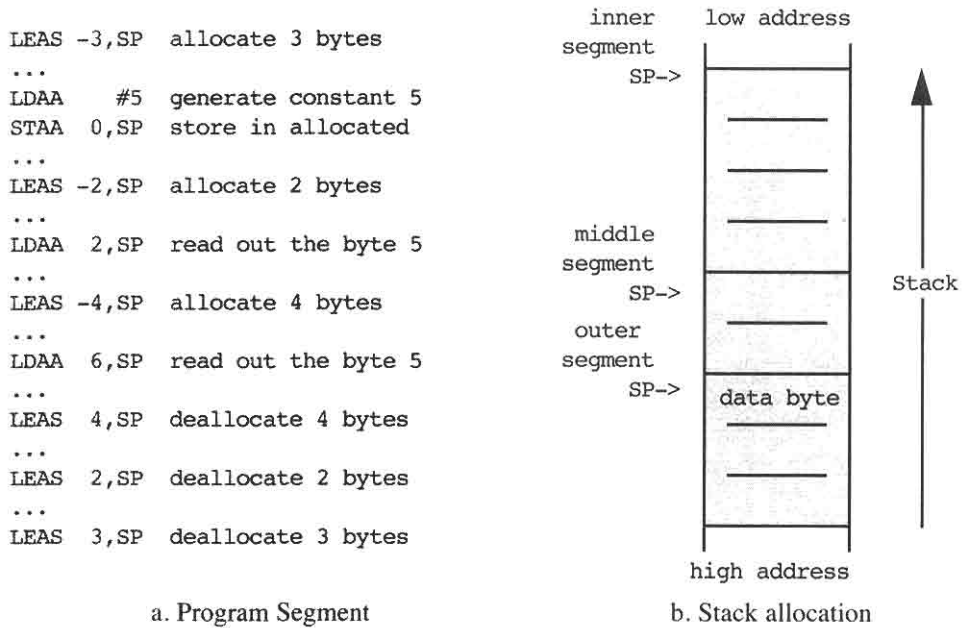 LEAS -3,SP allocate 3 bytes
...
LDAA #5 generate constant 5
STAA 0,SP store in allocated
...
LEAS -2,SP allocate 2 bytes
...
LDAA 2,SP read out the byte 5
...
LEAS -4,SP allocate 4 bytes
...
LDAA 6,SP read out the byte 5
...
LEAS 4,SP deallocate 4 bytes
...
LEAS 2,SP deallocate 2 bytes
...
LEAS 3,SP deallocate 3 bytes
a. Program Segment
inner
segment
SP->
low address
middle
segment
SP->
outer
segment
SP->
data byte
Stack
high address
b. Stack allocation